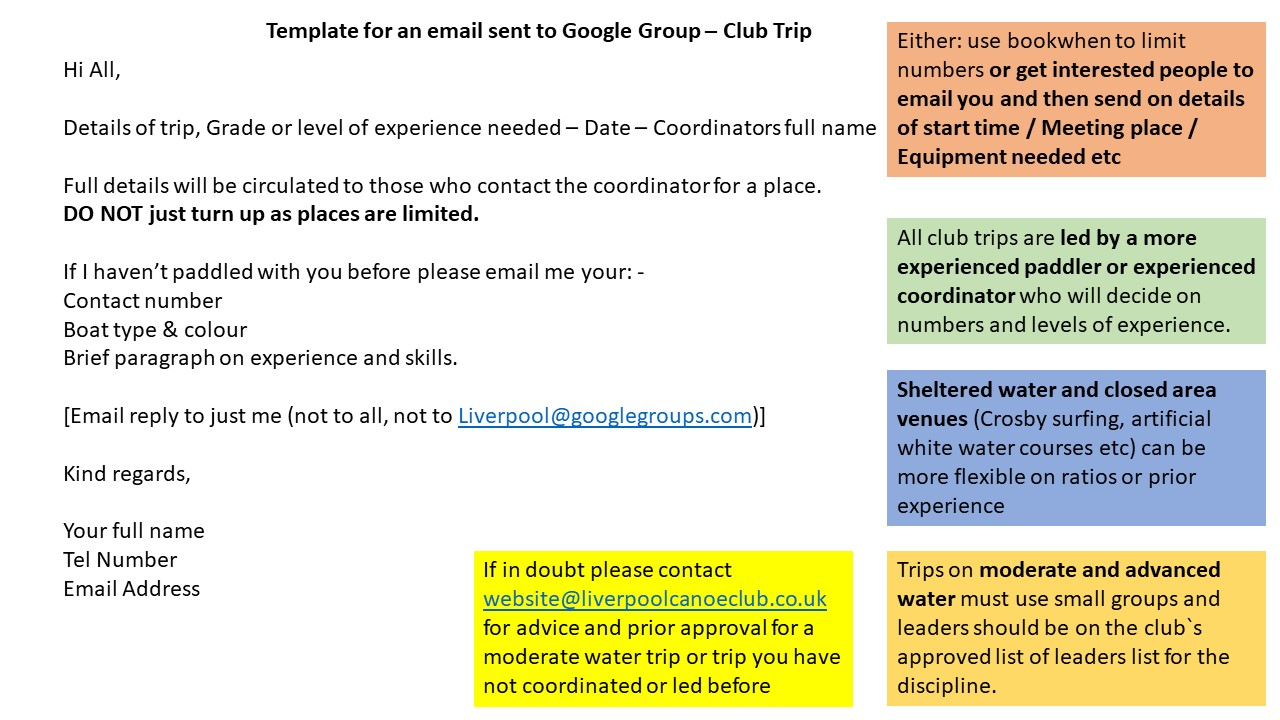 Template for an email sent to Google Group – Club Trip
Hi All,
Details of trip, Grade or level of experience needed – Date – Coordinators full name
Full details will be circulated to those who contact the coordinator for a place.
DO NOT just turn up as places are limited.
If I haven’t paddled with you before please email me your: -
Contact number
Boat type & colour
Brief paragraph on experience and skills.
[Email reply to just me (not to all, not to Liverpool@googlegroups.com)]
Kind regards,
Your full name
Tel Number
Email Address
If in doubt please contact
website@liverpoolcanoeclub.co.uk
for advice and prior approval for a
moderate water trip or trip you have
not coordinated or led before
Either: use bookwhen to limit
numbers or get interested people to
email you and then send on details
of start time / Meeting place /
Equipment needed etc
All club trips are led by a more
experienced paddler or experienced
coordinator who will decide on
numbers and levels of experience.
Sheltered water and closed area
venues (Crosby surfing, artificial
white water courses etc) can be
more flexible on ratios or prior
experience
Trips on moderate and advanced
water must use small groups and
leaders should be on the club`s
approved list of leaders list for the
discipline.